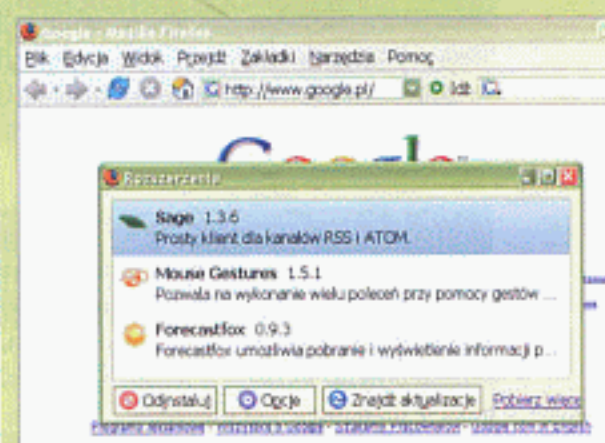 Google - Mozilla Firefox
Plik Edycja Widok Przejdź Zakładki Narzędzia Pomoc
http://www.google.pl/ Idź
Google
Rozszerzenia
Sage 1.3.6
Prosty klient dla kanałów RSS i ATOM.
Mouse Gestures 1.5.1
Pozwala na wykonanie wielu poleceń przy pomocy gestów ...
Forecastfox 0.9.3
Forecastfox umożliwia pobranie i wyświetlenie informacji p...
Odinstaluj Opcje Znajdź aktualizacje Pobierz więcej